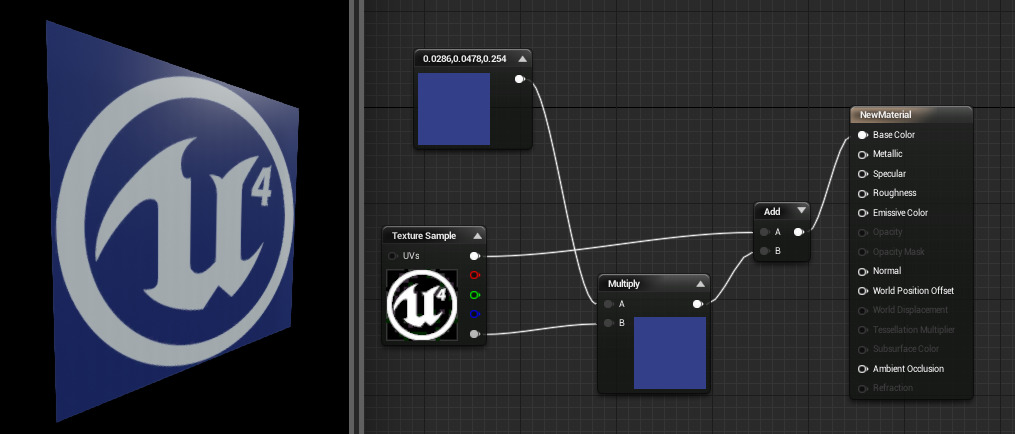 4
0.0286,0.0478,0.254
NewMaterial
Base Color
Metallic
Specular
Roughness
Emissive Color
Opacity
Opacity Mask
Normal
World Position Offset
World Displacement
Tessellation Multiplier
Subsurface Color
Ambient Occlusion
Refraction
Add
A
B
Texture Sample
UVs
4
Multiply
A
B